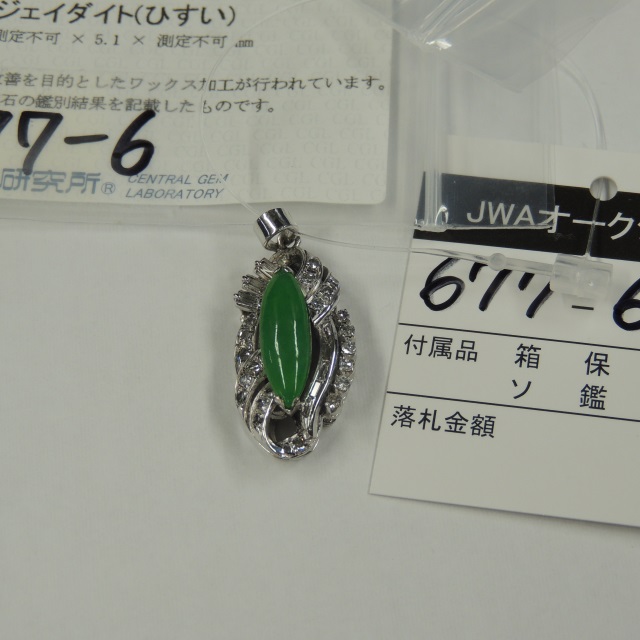 ジェイダイト(ひすい)
測定不可 × 5.1 × 測定不可 mm
善を目的としたワックス加工が行われています。
石の鑑別結果を記載したものです。
77-6
研究所® CENTRAL GEM
LABORATORY
JWAオーク
677-6
付属品 箱 保
ソ 鑑
落札金額